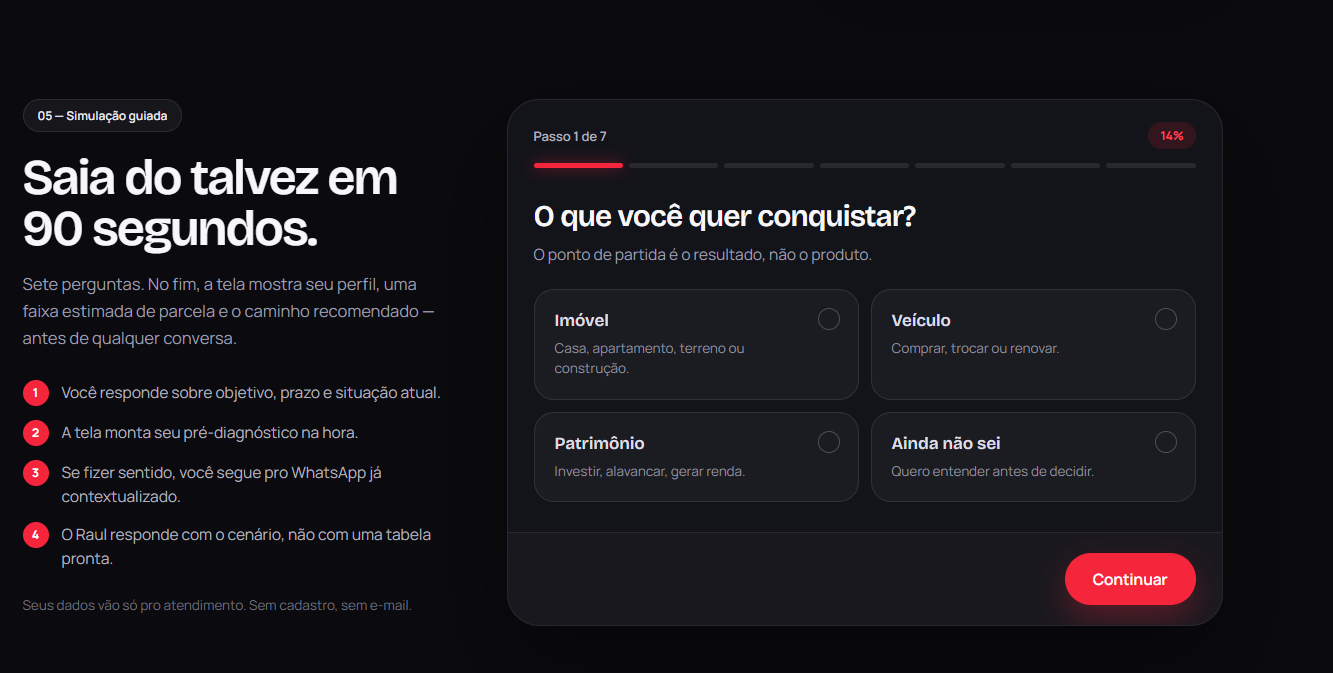 05 — Simulação guiada
Saia do talvez em
90 segundos.
Sete perguntas. No fim, a tela mostra seu perfil, uma
faixa estimada de parcela e o caminho recomendado —
antes de qualquer conversa.
1 Você responde sobre objetivo, prazo e situação atual.
2 A tela monta seu pré-diagnóstico na hora.
3 Se fizer sentido, você segue pro WhatsApp já
contextualizado.
4 O Raul responde com o cenário, não com uma tabela
pronta.
Seus dados vão só pro atendimento. Sem cadastro, sem e-mail.
Passo 1 de 7
14%
O que você quer conquistar?
O ponto de partida é o resultado, não o produto.
Imóvel
Casa, apartamento, terreno ou
construção.
Veículo
Comprar, trocar ou renovar.
Patrimônio
Investir, alavancar, gerar renda.
Ainda não sei
Quero entender antes de decidir.
Continuar